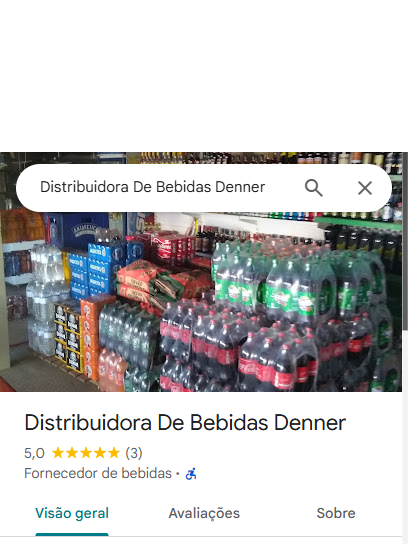 Distribuidora De Bebidas Denner
Distribuidora De Bebidas Denner
5,0 ★★★★★ (3)
Fornecedor de bebidas ·
Visão geral
Avaliações
Sobre